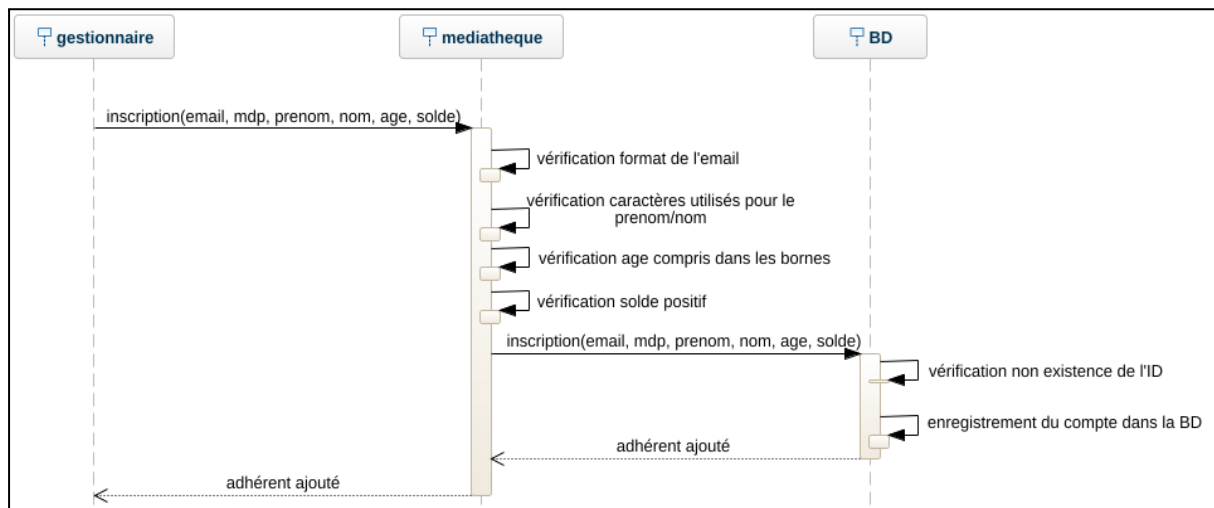 gestionnaire
mediatheque
BD
inscription(email, mdp, prenom, nom, age, solde)
vérification format de l'email
vérification caractères utilisés pour le
prenom/nom
vérification age compris dans les bornes
vérification solde positif
inscription(email, mdp, prenom, nom, age, solde)
vérification non existence de l'ID
enregistrement du compte dans la BD
adhérent ajouté
adhérent ajouté